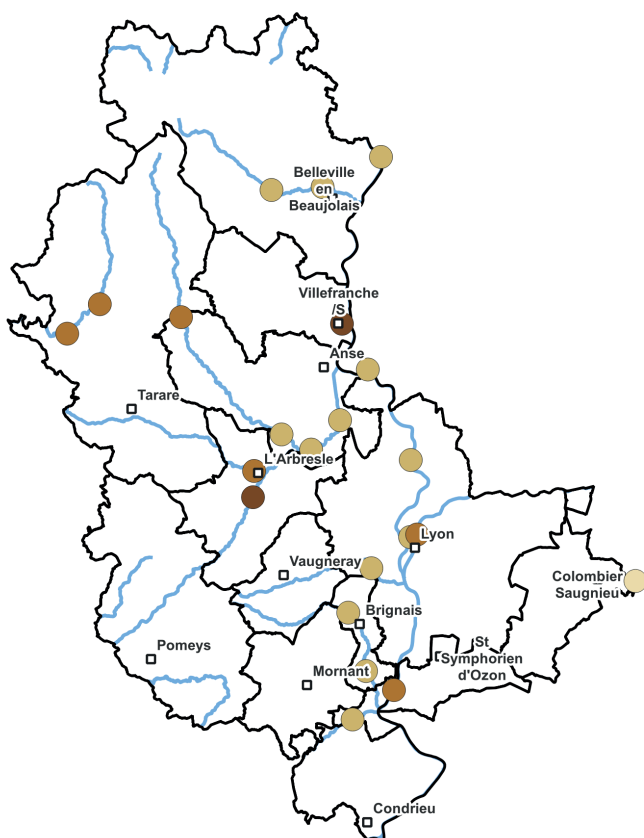 Belleville
en
Beaujolais
Villefranche
/S
Anse
Tarare
L'Arbresle
Lyon
Vaugneray
Colombier
Saugnieu
Brignais
St
Symphorien
d'Ozon
Pomeys
Mornant
Condrieu